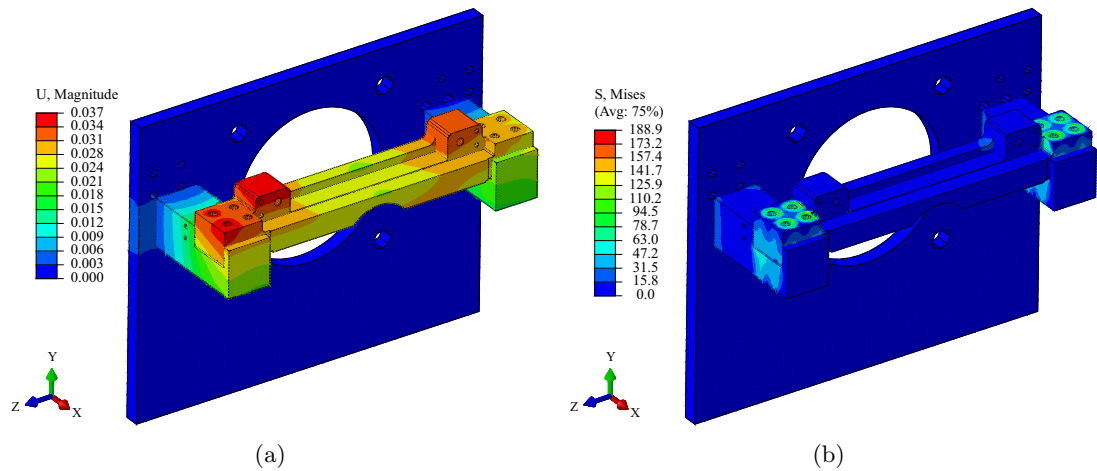 U, Magnitude
0.037
0.034
0.031
0.028
0.024
0.021
0.018
0.015
0.012
0.009
0.006
0.003
0.000
Y
Z
X
(a)
S, Mises
(Avg: 75%)
188.9
173.2
157.4
141.7
125.9
110.2
94.5
78.7
63.0
47.2
31.5
15.8
0.0
Y
Z
X
(b)